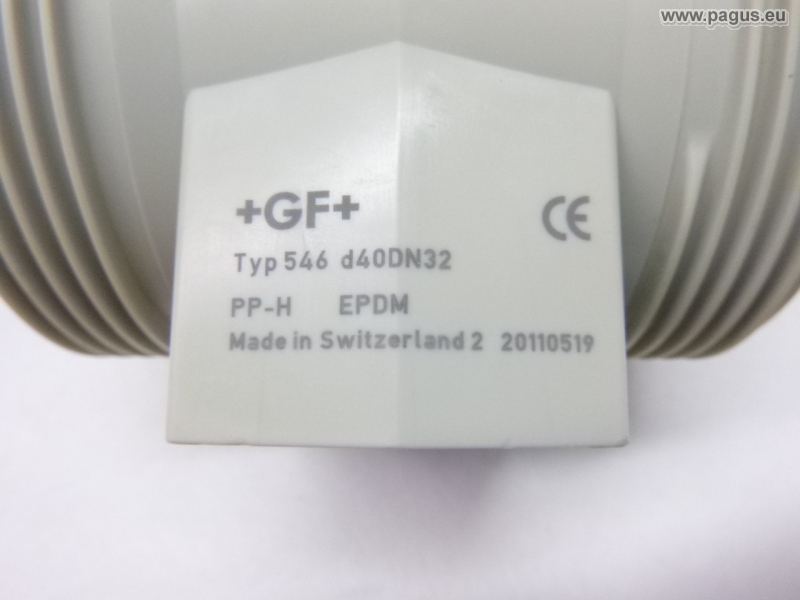 www.pagus.eu
+GF+
CE
Typ 546 d40DN32
PP-H EPDM
Made in Switzerland 2 20110519